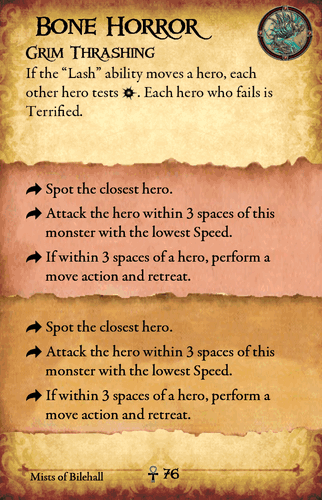 Bone Horror
Grim Thrashing
If the “Lash” ability moves a hero, each
other hero tests . Each hero who fails is
Terrified.
Spot the closest hero.
Attack the hero within 3 spaces of this
monster with the lowest Speed.
If within 3 spaces of a hero, perform a
move action and retreat.
Spot the closest hero.
Attack the hero within 3 spaces of this
monster with the lowest Speed.
If within 3 spaces of a hero, perform a
move action and retreat.
Mists of Bilehall 76